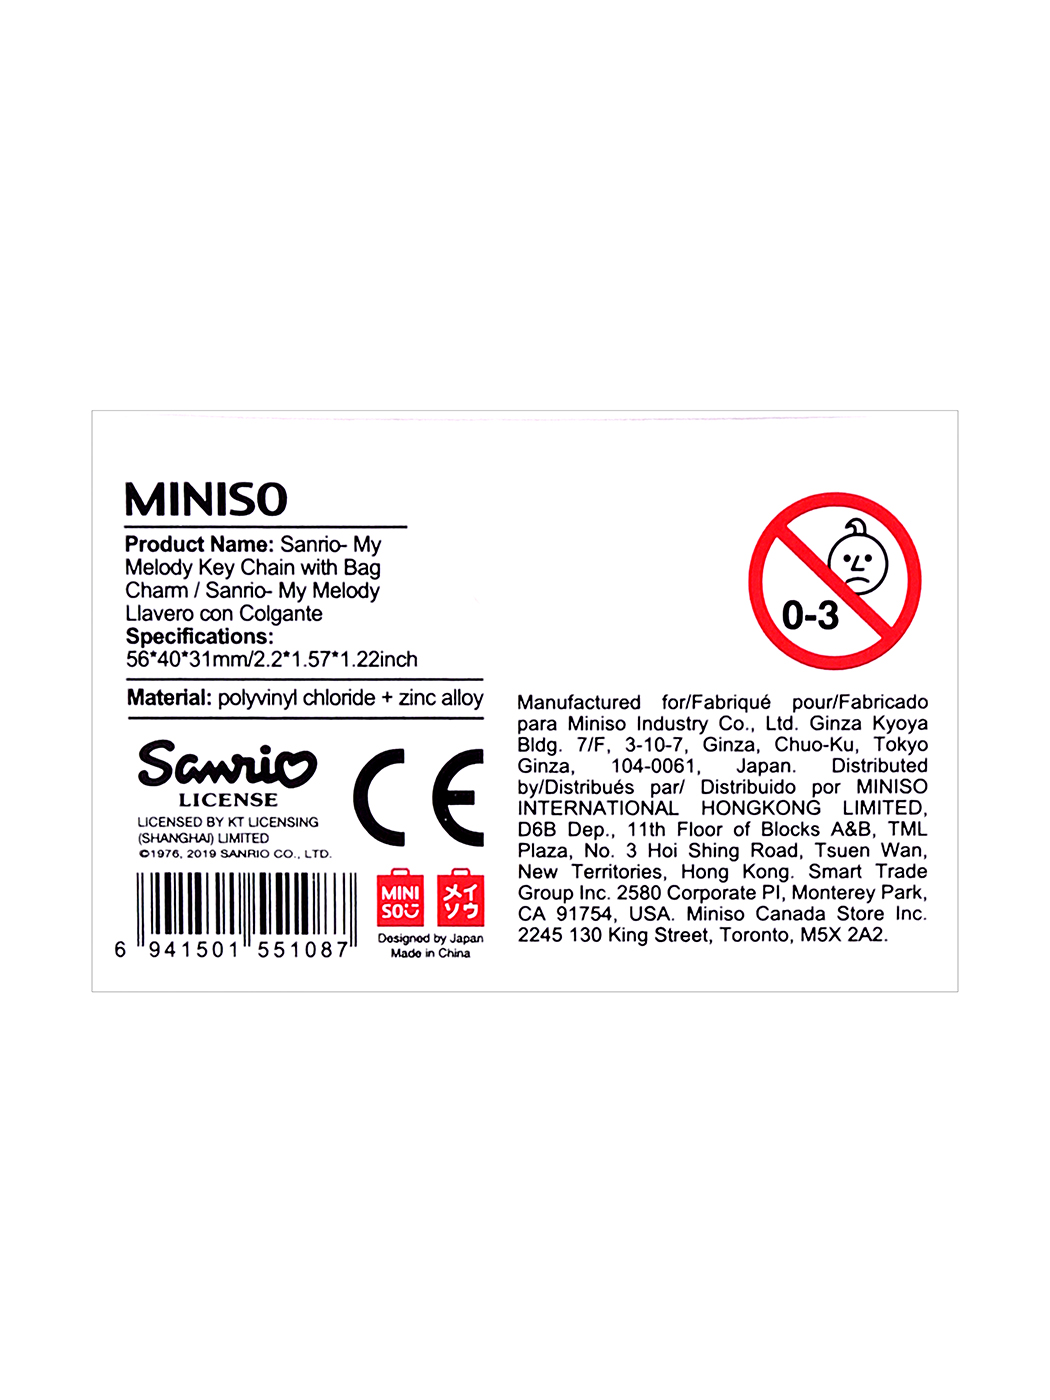 MINISO
Product Name: Sanrio- My
Melody Key Chain with Bag
Charm / Sanrio- My Melody
Llavero con Colgante
Specifications:
56*40*31mm/2.2*1.57*1.22inch
Material: polyvinyl chloride + zinc alloy
Sanrio
LICENSE
LICENSED BY KT LICENSING
(SHANGHAI) LIMITED
©1976, 2019 SANRIO CO., LTD.
CE
6 941501 551087
MINI
SO
メイ
ソウ
Designed by Japan
Made in China
0-3
Manufactured for/Fabriqué pour/Fabricado
para Miniso Industry Co., Ltd. Ginza Kyoya
Bldg. 7/F, 3-10-7, Ginza, Chuo-Ku, Tokyo
Ginza, 104-0061, Japan. Distributed
by/Distribués par/ Distribuido por MINISO
INTERNATIONAL HONGKONG LIMITED,
D6B Dep., 11th Floor of Blocks A&B, TML
Plaza, No. 3 Hoi Shing Road, Tsuen Wan,
New Territories, Hong Kong. Smart Trade
Group Inc. 2580 Corporate Pl, Monterey Park,
CA 91754, USA. Miniso Canada Store Inc.
2245 130 King Street, Toronto, M5X 2A2.